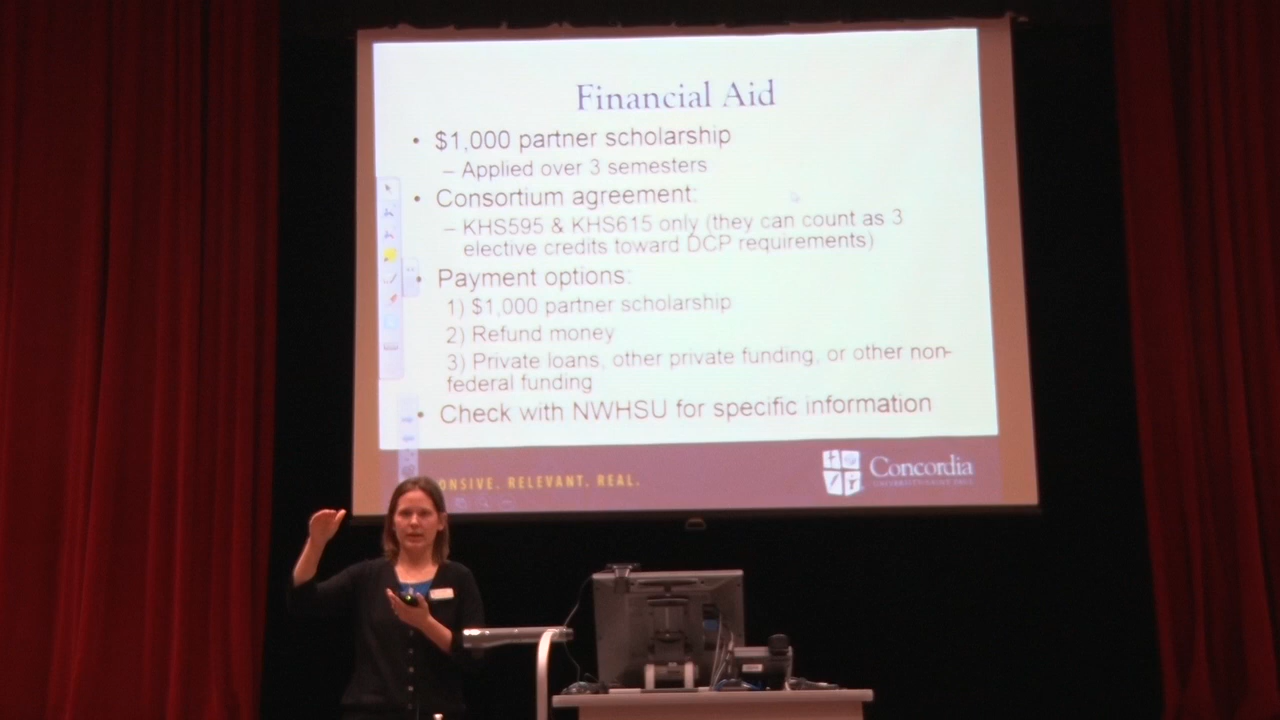 Financial Aid
• $1,000 partner scholarship
– Applied over 3 semesters
• Consortium agreement:
– KHS595 & KHS615 only (they can count as 3
elective credits toward DCP requirements)
• Payment options:
1) $1,000 partner scholarship
2) Refund money
3) Private loans, other private funding, or other non-
federal funding
• Check with NWHSU for specific information
ONSIVE. RELEVANT. REAL.
Concordia